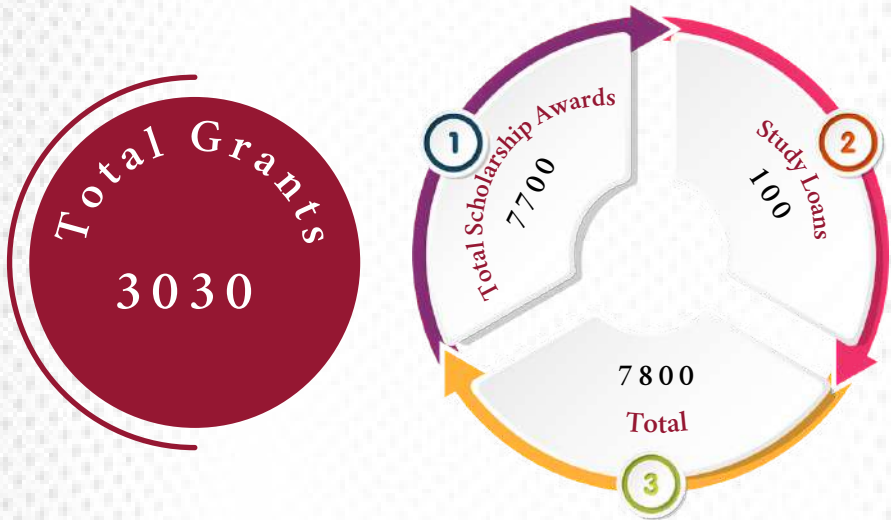 Total Grants
3030
1
Total Scholarship Awards
7700
2
Study Loans
100
7800
Total
3